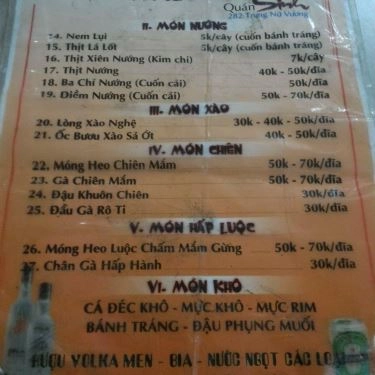 Quán Sinh
282 Trưng Nữ Vương
II. MÓN NƯỚNG
14. Nem Lụi 5k/cây (cuốn bánh tráng)
15. Thịt Lá Lốt 5k/cây (cuốn bánh tráng)
16. Thịt Xiên Nướng (Kim chi) 7k/cây
17. Thịt Nướng 40k - 50k/đĩa
18. Ba Chỉ Nướng (Cuốn cải) 50k - 70k/đĩa
19. Điềm Nướng (Cuốn cải) 50k - 70k/đĩa
III. MÓN XÀO
20. Lòng Xào Nghệ 30k - 40k - 50k/đĩa
21. Ốc Bươu Xào Sả Ớt 40k - 50k/đĩa
IV. MÓN CHIÊN
22. Móng Heo Chiên Mắm 50k - 70k/đĩa
23. Gà Chiên Mắm 50k - 70k/đĩa
24. Đậu Khuôn Chiên 30k/đĩa
25. Đầu Gà Rô Ti 30k/đĩa
V. MÓN HẤP LUỘC
26. Móng Heo Luộc Chấm Mắm Gừng 50k - 70k/đĩa
27. Chân Gà Hấp Hành 30k/đĩa
VI. MÓN KHÔ
CÁ ĐÉC KHÔ - MỰC KHÔ - MỰC RIM
BÁNH TRÁNG - ĐẬU PHỤNG MUỐI
RƯỢU VOLKA MEN - BIA - NƯỚC NGỌT CÁC LOẠI